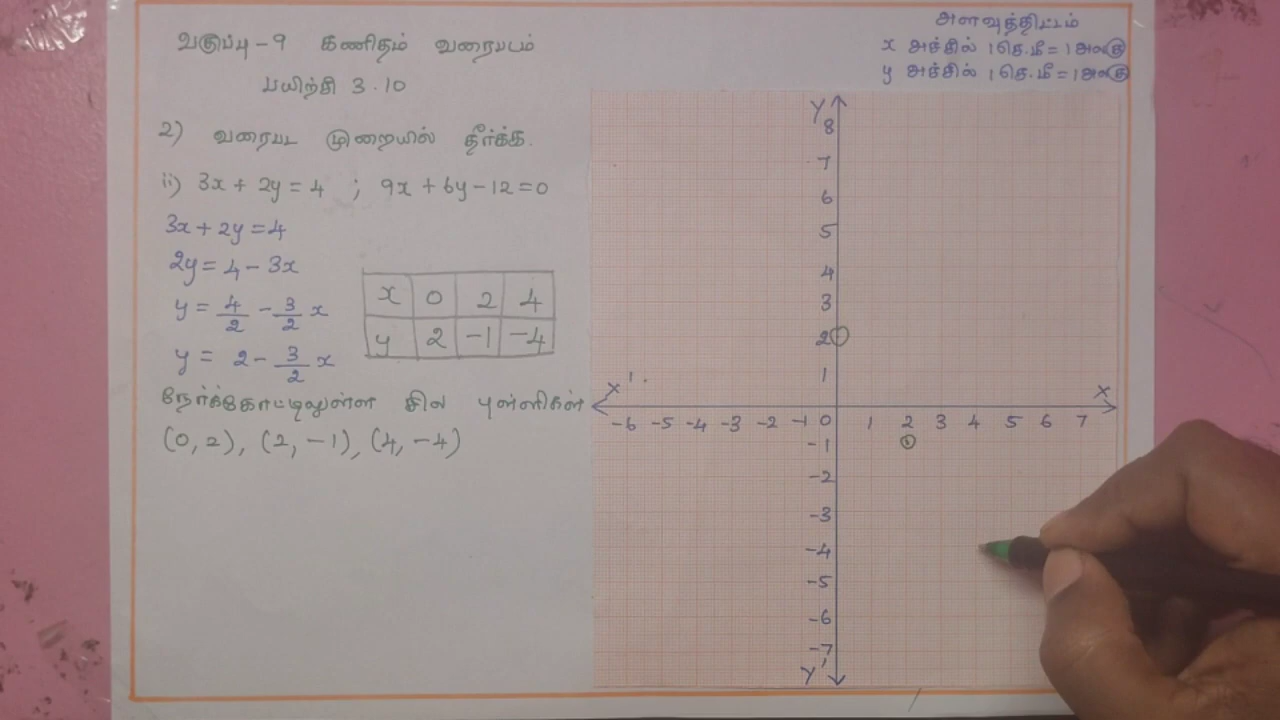 வகுப்பு - 9 கணிதம் வரைபடம்
பயிற்சி 3.10
2) வரைபட முறையில் தீர்க்க.
ii) 3x + 2y = 4 ; 9x + 6y - 12 = 0
3x + 2y = 4
2y = 4 - 3x
y = 4/2 - 3/2 x
y = 2 - 3/2 x
x 0 2 4
y 2 -1 -4
நேர்க்கோட்டிலுள்ள சில புள்ளிகள்
(0, 2), (2, -1), (4, -4)
அளவுத்திட்டம்
x அச்சில் 1 செ.மீ = 1 அலகு
y அச்சில் 1 செ.மீ = 1 அலகு
Y
8
7
6
5
4
3
2
1
X' X
-6 -5 -4 -3 -2 -1 0 1 2 3 4 5 6 7
-1
-2
-3
-4
-5
-6
-7
Y'